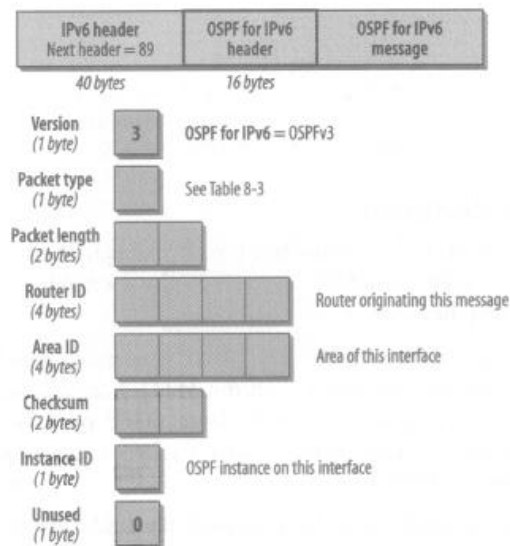 IPv6 header
Next header = 89
OSPF for IPv6
header
OSPF for IPv6
message
40 bytes
16 bytes
Version
(1 byte)
3
OSPF for IPv6 = OSPFv3
Packet type
(1 byte)
See Table 8-3
Packet length
(2 bytes)
Router ID
(4 bytes)
Router originating this message
Area ID
(4 bytes)
Area of this interface
Checksum
(2 bytes)
Instance ID
(1 byte)
OSPF instance on this interface
Unused
(1 byte)
0